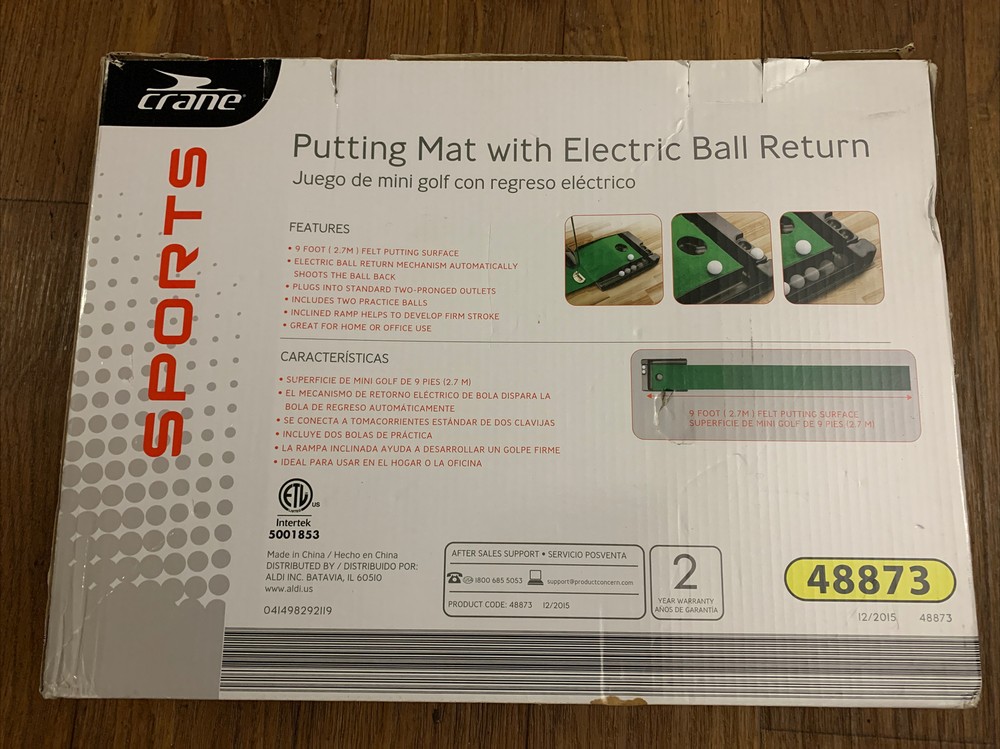 crane
SPORTS
Putting Mat with Electric Ball Return
Juego de mini golf con regreso eléctrico
FEATURES
• 9 FOOT ( 2.7M ) FELT PUTTING SURFACE
• ELECTRIC BALL RETURN MECHANISM AUTOMATICALLY
SHOOTS THE BALL BACK
• PLUGS INTO STANDARD TWO-PRONGED OUTLETS
• INCLUDES TWO PRACTICE BALLS
• INCLINED RAMP HELPS TO DEVELOP FIRM STROKE
• GREAT FOR HOME OR OFFICE USE
CARACTERÍSTICAS
• SUPERFICIE DE MINI GOLF DE 9 PIES (2.7 M)
• EL MECANISMO DE RETORNO ELÉCTRICO DE BOLA DISPARA LA
BOLA DE REGRESO AUTOMÁTICAMENTE
• SE CONECTA A TOMACORRIENTES ESTÁNDAR DE DOS CLAVIJAS
• INCLUYE DOS BOLAS DE PRÁCTICA
• LA RAMPA INCLINADA AYUDA A DESARROLLAR UN GOLPE FIRME
• IDEAL PARA USAR EN EL HOGAR O LA OFICINA
9 FOOT ( 2.7M ) FELT PUTTING SURFACE
SUPERFICIE DE MINI GOLF DE 9 PIES (2.7 M)
ETL US
Intertek
5001853
Made in China / Hecho en China
DISTRIBUTED BY / DISTRIBUIDO POR:
ALDI INC. BATAVIA, IL 60510
www.aldi.us
041498292119
AFTER SALES SUPPORT • SERVICIO POSVENTA
1800 685 5053 support@productconcern.com
PRODUCT CODE: 48873 12/2015
2
YEAR WARRANTY
AÑOS DE GARANTÍA
48873
12/2015 48873